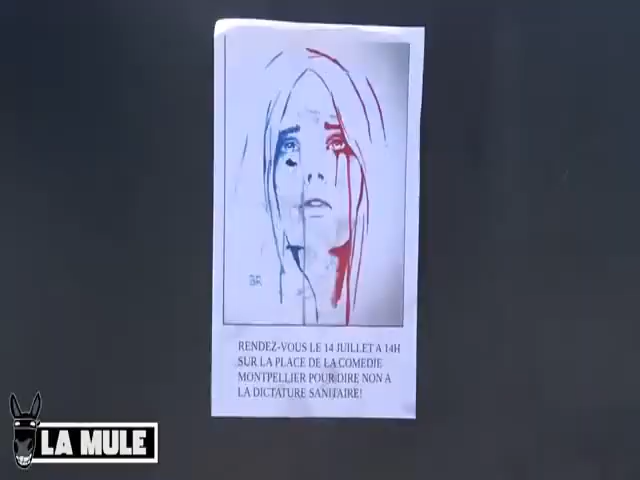 BR
RENDEZ-VOUS LE 14 JUILLET A 14H
SUR LA PLACE DE LA COMEDIE
MONTPELLIER POUR DIRE NON A
LA DICTATURE SANITAIRE!
LA MULE